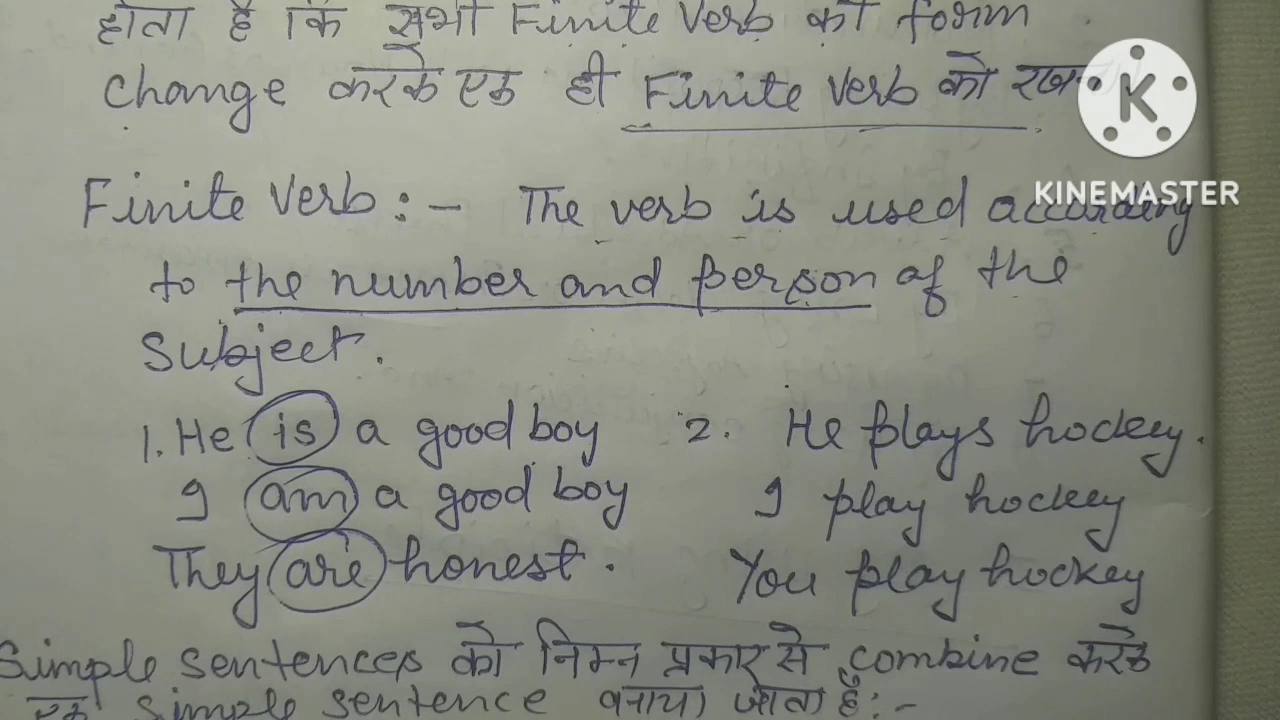 होता है कि सभी Finite Verb को form
change करके एक ही Finite Verb को
KINEMASTER
Finite Verb :- The verb is used according
to the number and person of the
Subject.
1. He is a good boy 2. He plays hockey.
I am a good boy I play hockey
They are honest. You play hockey
Simple sentences को निम्न प्रकार से combine करके
एक simple sentence बनाया जाता है:-